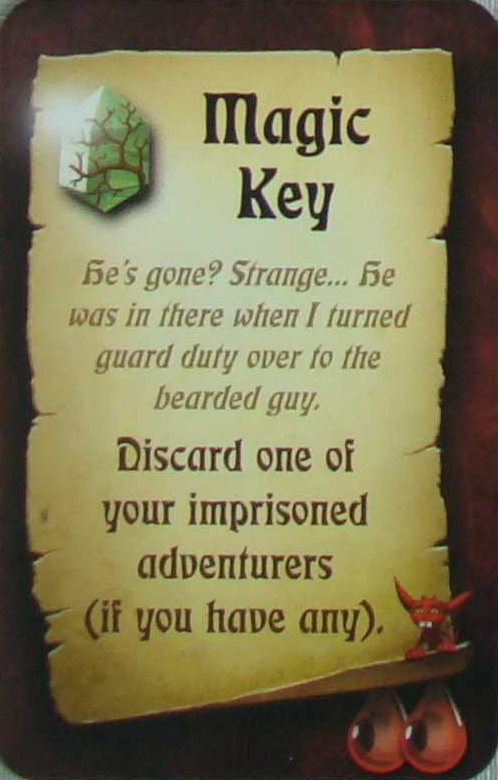 Magic
Key
He's gone? Strange... He
was in there when I turned
guard duty over to the
bearded guy.
Discard one of
your imprisoned
adventurers
(if you have any).